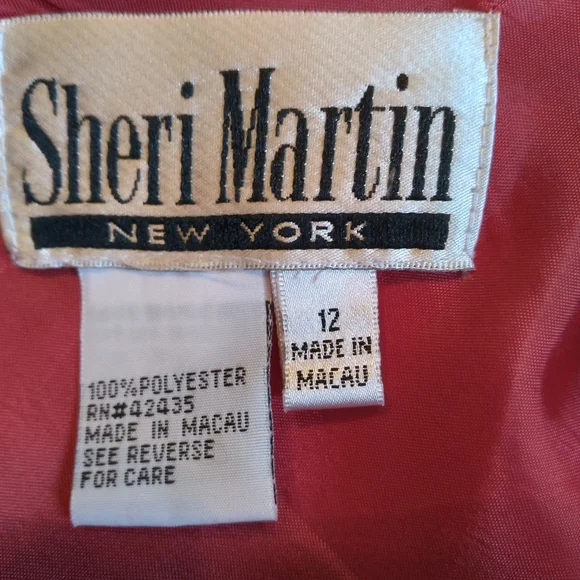 Sheri Martin
NEW YORK
12
MADE IN
MACAU
100%POLYESTER
RN#42435
MADE IN MACAU
SEE REVERSE
FOR CARE